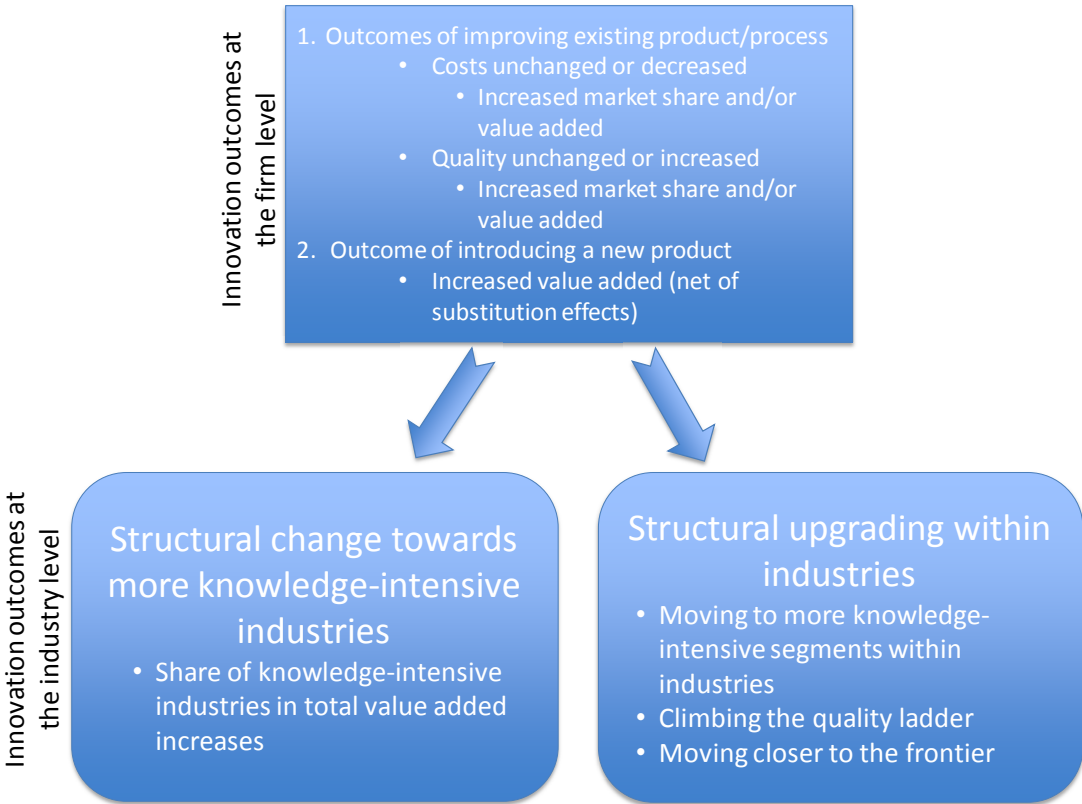 Innovation outcomes at
the firm level
1. Outcomes of improving existing product/process
• Costs unchanged or decreased
• Increased market share and/or
value added
• Quality unchanged or increased
• Increased market share and/or
value added
2. Outcome of introducing a new product
• Increased value added (net of
substitution effects)
Innovation outcomes at
the industry level
Structural change towards
more knowledge-intensive
industries
• Share of knowledge-intensive
industries in total value added
increases
Structural upgrading within
industries
• Moving to more knowledge-
intensive segments within
industries
• Climbing the quality ladder
• Moving closer to the frontier